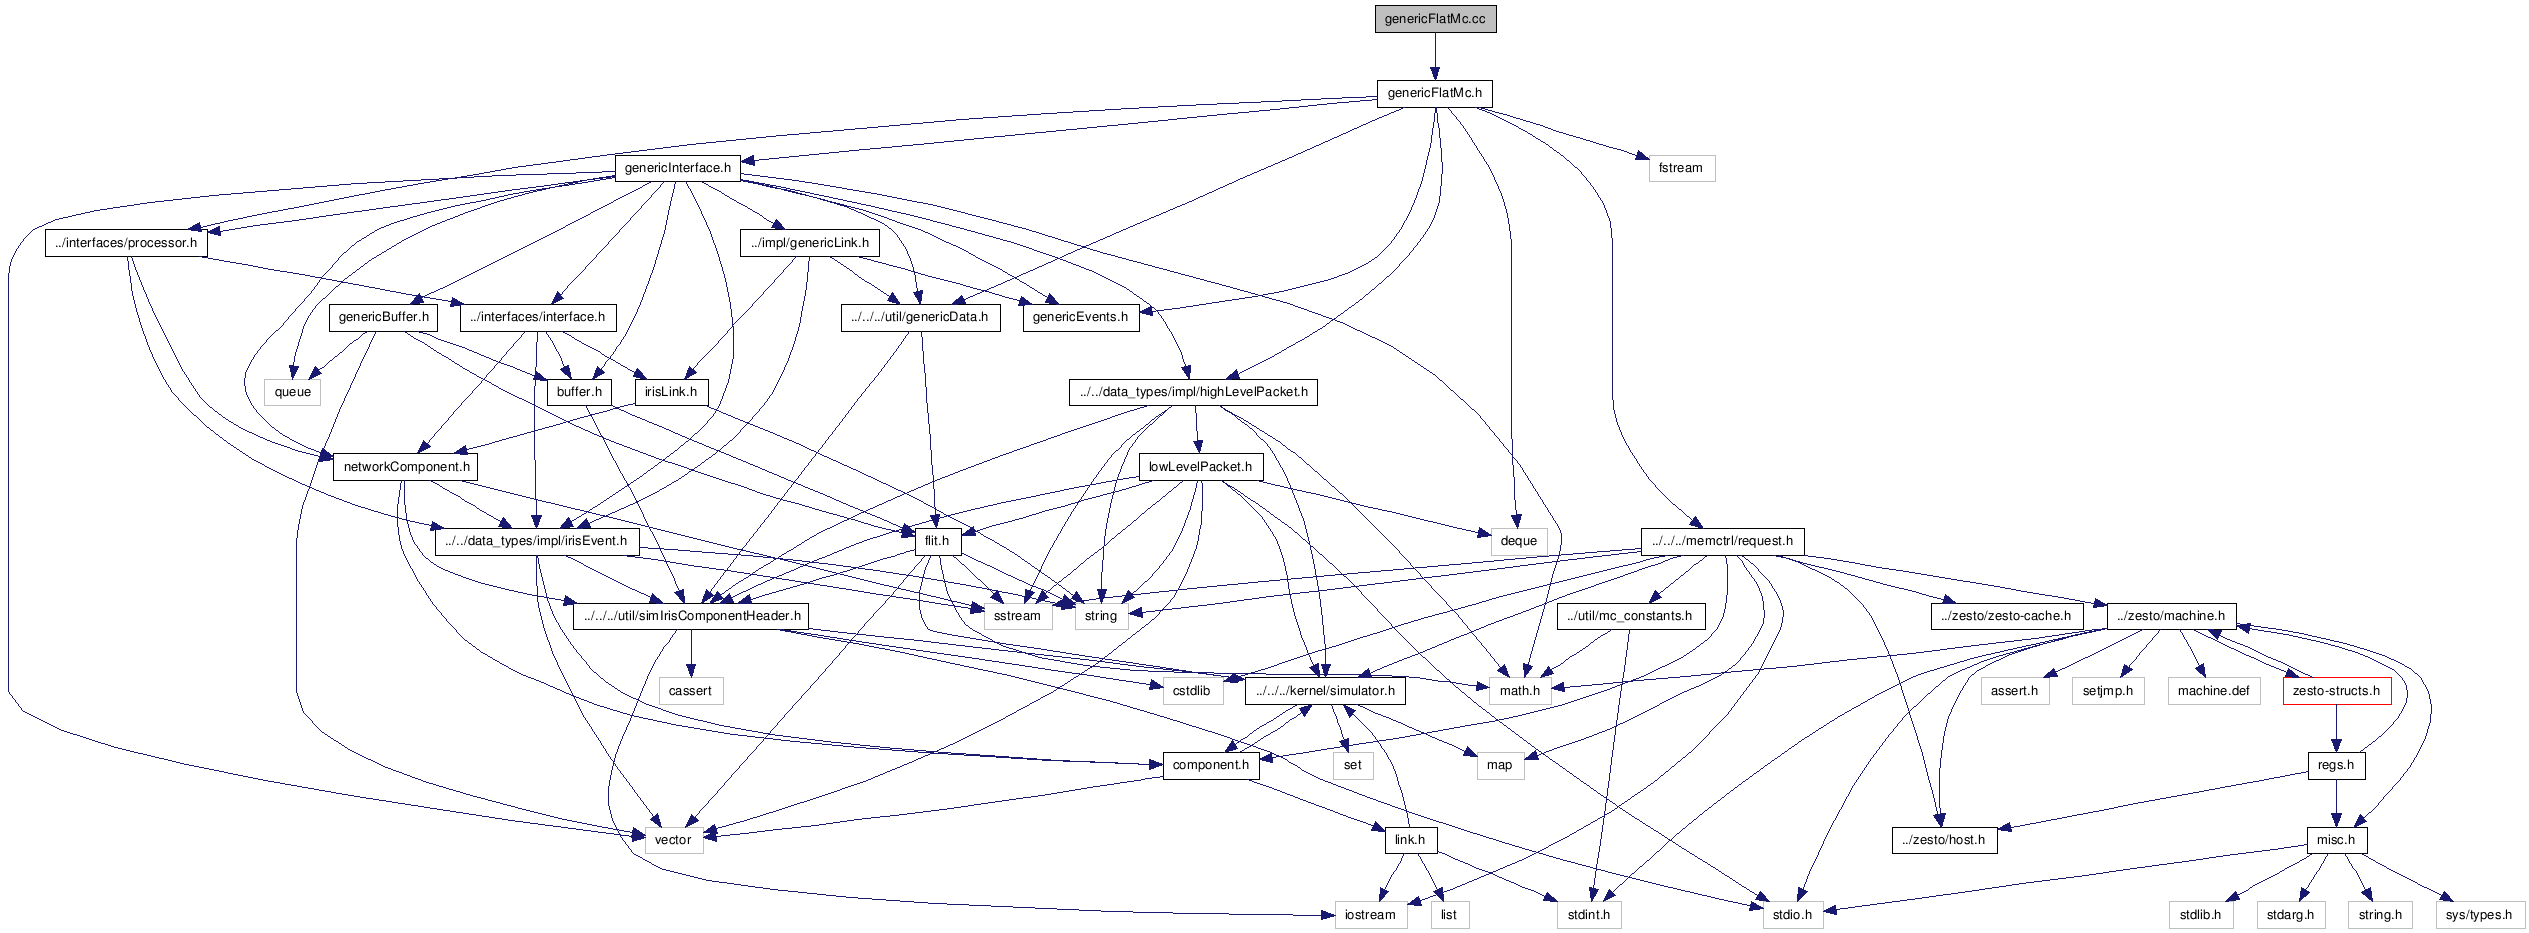 genericFlatMc.cc
genericFlatMc.h
genericInterface.h
fstream
../interfaces/processor.h
../impl/genericLink.h
genericBuffer.h
../interfaces/interface.h
../../../util/genericData.h
genericEvents.h
queue
buffer.h
irisLink.h
../../data_types/impl/highLevelPacket.h
networkComponent.h
lowLevelPacket.h
../../data_types/impl/irisEvent.h
flit.h
deque
../../../memctrl/request.h
../../../util/simIrisComponentHeader.h
sstream
string
../util/mc_constants.h
../zesto/zesto-cache.h
../zesto/machine.h
cassert
cstdlib
../../../kernel/simulator.h
math.h
assert.h
setjmp.h
machine.def
zesto-structs.h
component.h
set
map
regs.h
vector
link.h
../zesto/host.h
misc.h
iostream
list
stdint.h
stdio.h
stdlib.h
stdarg.h
string.h
sys/types.h